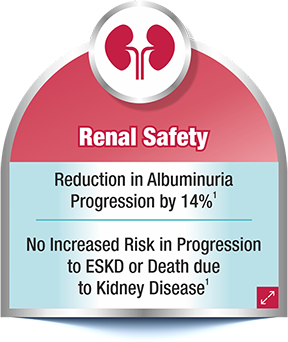 Renal Safety
Reduction in Albuminuria
Progression by 14%¹
No Increased Risk in Progression
to ESKD or Death due
to Kidney Disease¹